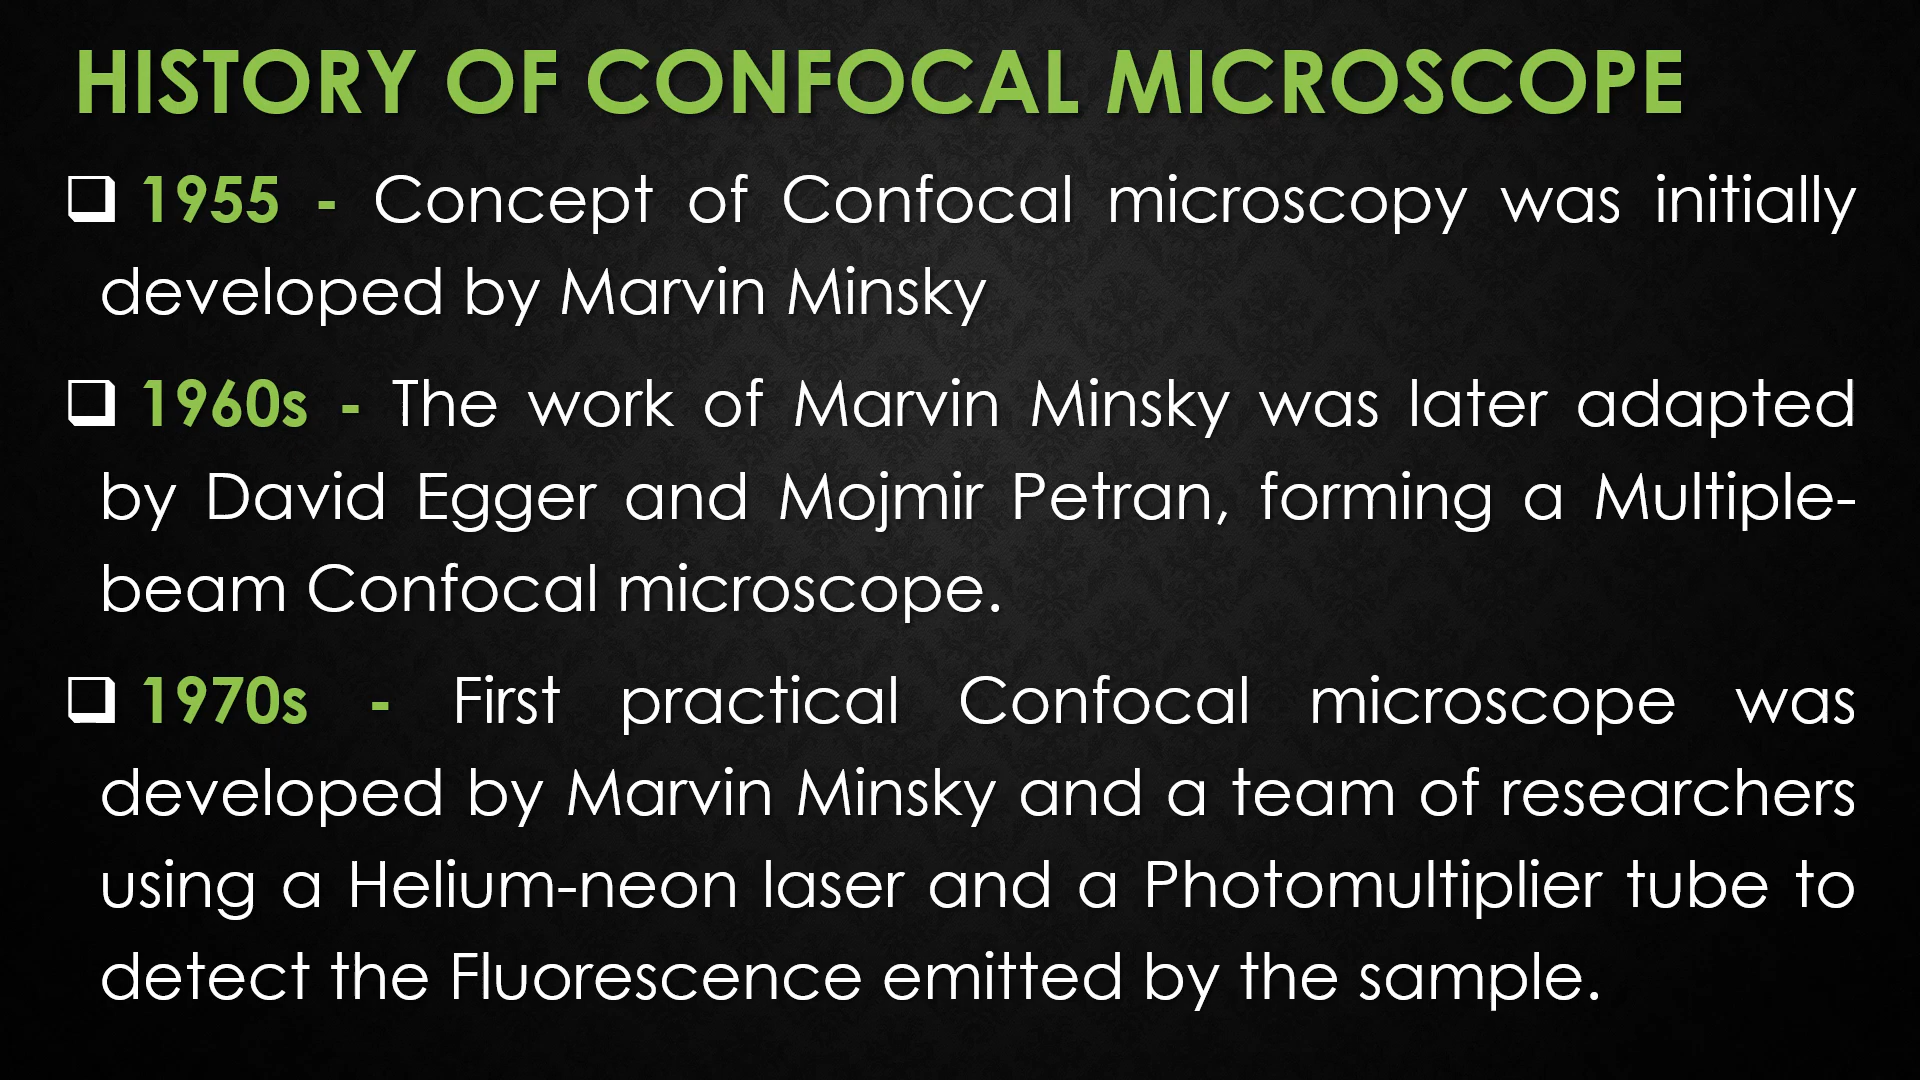 HISTORY OF CONFOCAL MICROSCOPE
❑ 1955 - Concept of Confocal microscopy was initially
developed by Marvin Minsky
❑ 1960s - The work of Marvin Minsky was later adapted
by David Egger and Mojmir Petran, forming a Multiple-
beam Confocal microscope.
❑ 1970s - First practical Confocal microscope was
developed by Marvin Minsky and a team of researchers
using a Helium-neon laser and a Photomultiplier tube to
detect the Fluorescence emitted by the sample.